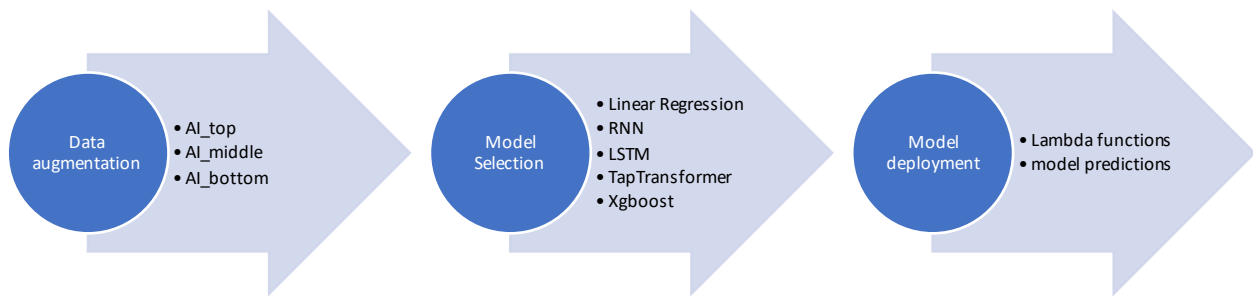 Data
augmentation
• AI_top
• AI_middle
• AI_bottom
Model
Selection
• Linear Regression
• RNN
• LSTM
• TapTransformer
• Xgboost
Model
deployment
• Lambda functions
• model predictions